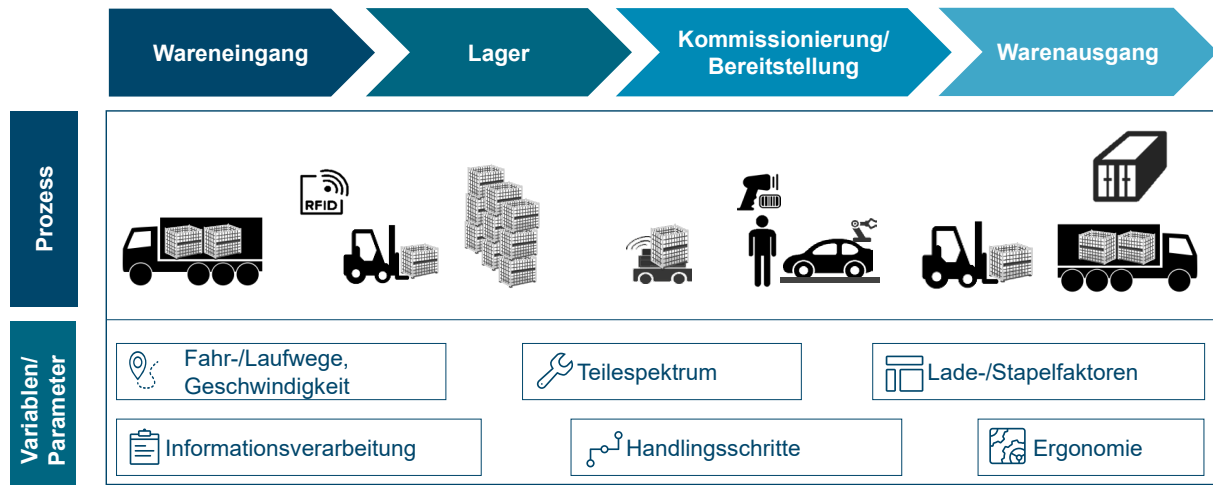 Wareneingang
Lager
Kommissionierung/
Bereitstellung
Warenausgang
Prozess
RFID
Variablen/
Parameter
Fahr-/Laufwege,
Geschwindigkeit
Teilespektrum
Lade-/Stapelfaktoren
Informationsverarbeitung
Handlingsschritte
Ergonomie